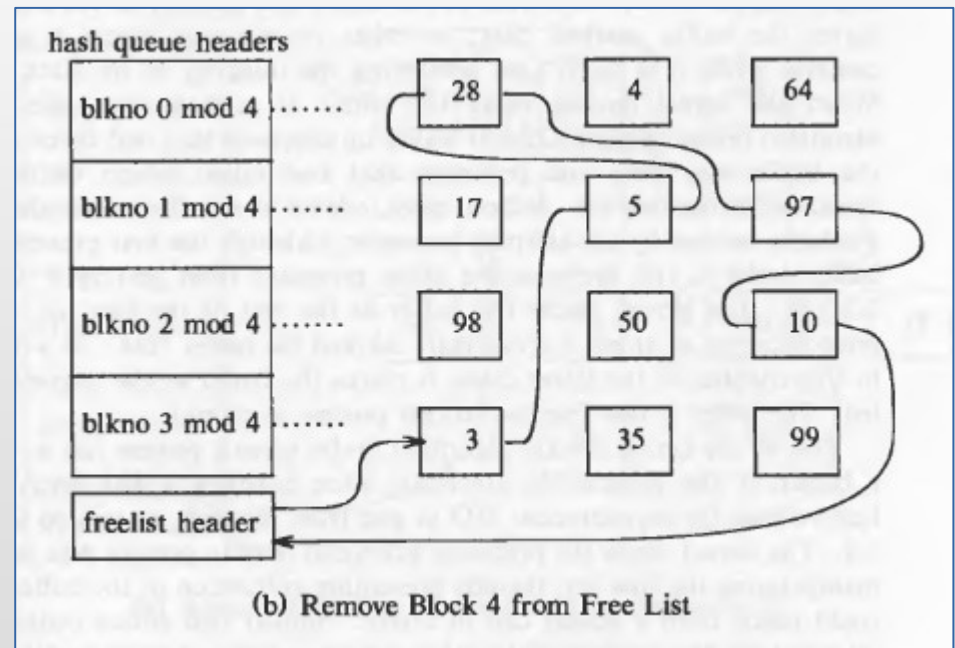 hash queue headers
blkno 0 mod 4 ...... 28 4 64
blkno 1 mod 4 ...... 17 5 97
blkno 2 mod 4 ...... 98 50 10
blkno 3 mod 4 ...... 3 35 99
freelist header
(b) Remove Block 4 from Free List